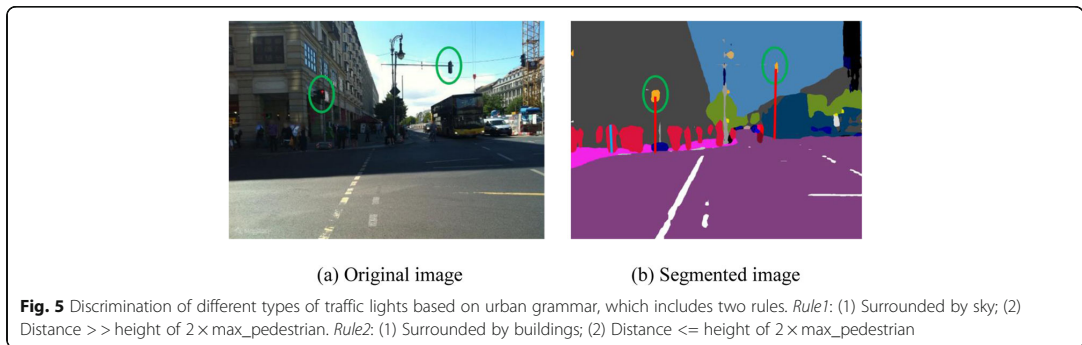 (a) Original image
(b) Segmented image
Fig. 5 Discrimination of different types of traffic lights based on urban grammar, which includes two rules. Rule1: (1) Surrounded by sky; (2)
Distance > > height of 2 × max_pedestrian. Rule2: (1) Surrounded by buildings; (2) Distance <= height of 2 × max_pedestrian